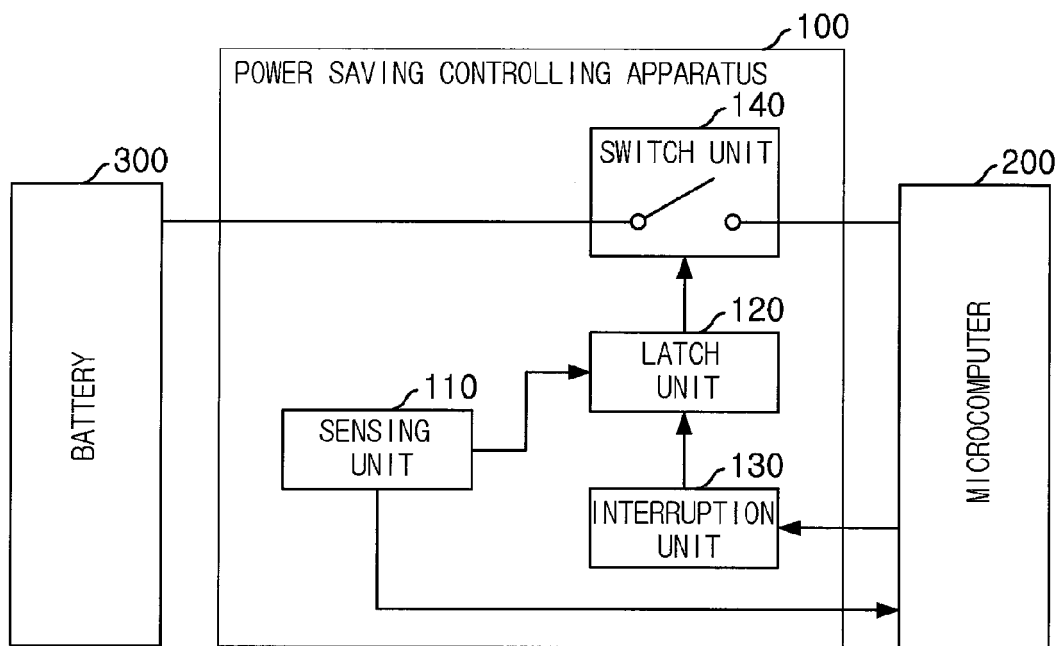 100
POWER SAVING CONTROLLING APPARATUS
140
SWITCH UNIT
300
200
BATTERY
120
LATCH
UNIT
110
SENSING
UNIT
130
INTERRUPTION
UNIT
MICROCOMPUTER